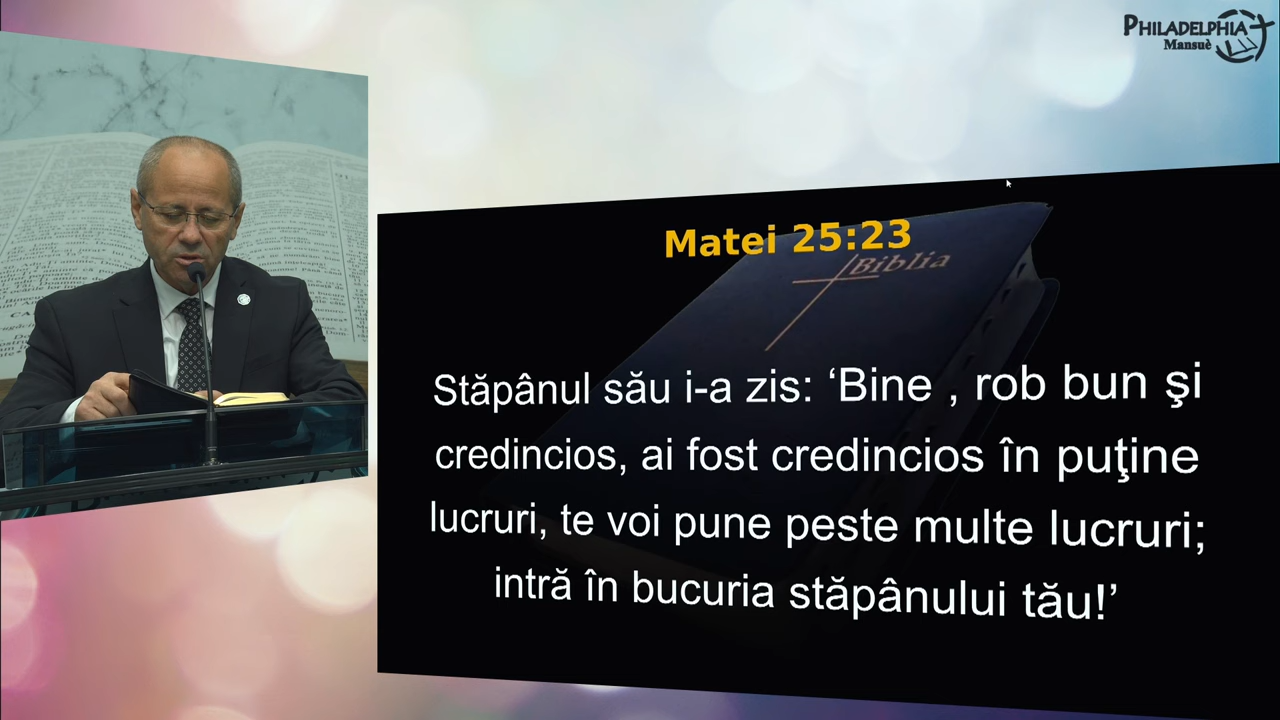 PHILADELPHIA
Mansuè
Matei 25:23
Biblia
Stăpânul său i-a zis: ‘Bine , rob bun şi
credincios, ai fost credincios în puţine
lucruri, te voi pune peste multe lucruri;
intră în bucuria stăpânului tău!’